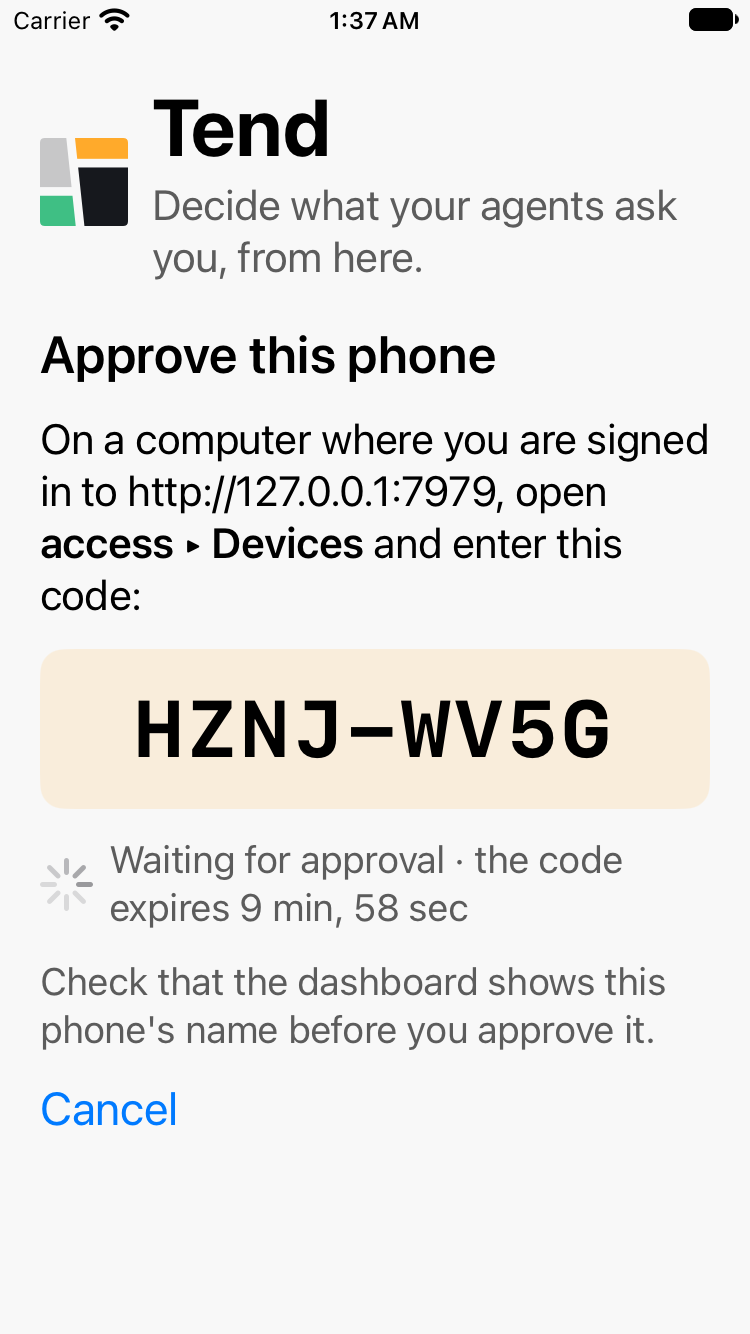 Carrier 1:37 AM
Tend
Decide what your agents ask
you, from here.
Approve this phone
On a computer where you are signed
in to http://127.0.0.1:7979, open
access ▸ Devices and enter this
code:
HZNJ-WV5G
Waiting for approval · the code
expires 9 min, 58 sec
Check that the dashboard shows this
phone's name before you approve it.
Cancel